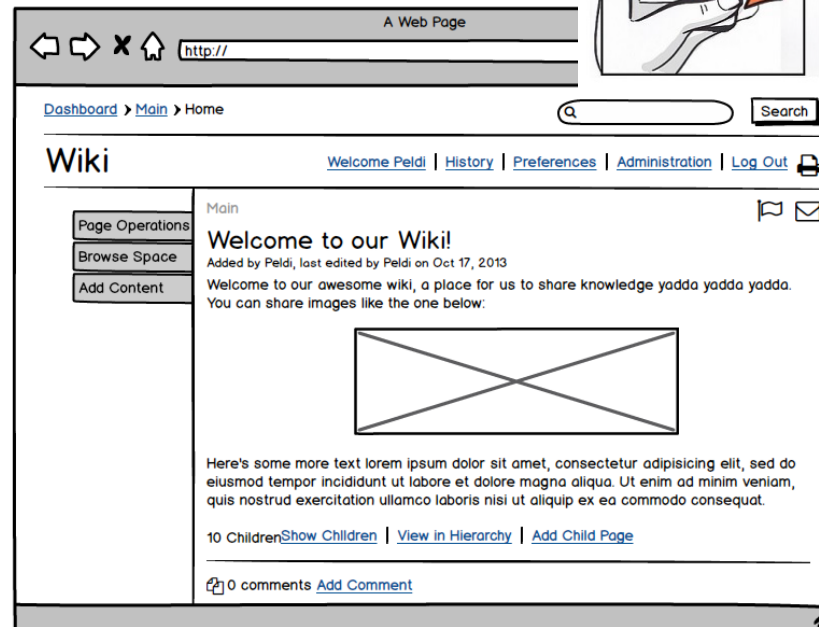 A Web Page
http://
Dashboard > Main > Home
Search
Wiki
Welcome Peldi | History | Preferences | Administration | Log Out
Page Operations
Browse Space
Add Content
Main
Welcome to our Wiki!
Added by Peldi, last edited by Peldi on Oct 17, 2013
Welcome to our awesome wiki, a place for us to share knowledge yadda yadda yadda.
You can share images like the one below:
Here's some more text lorem ipsum dolor sit amet, consectetur adipisicing elit, sed do
eiusmod tempor incididunt ut labore et dolore magna aliqua. Ut enim ad minim veniam,
quis nostrud exercitation ullamco laboris nisi ut aliquip ex ea commodo consequat.
10 ChildrenShow Children | View in Hierarchy | Add Child Page
0 comments Add Comment